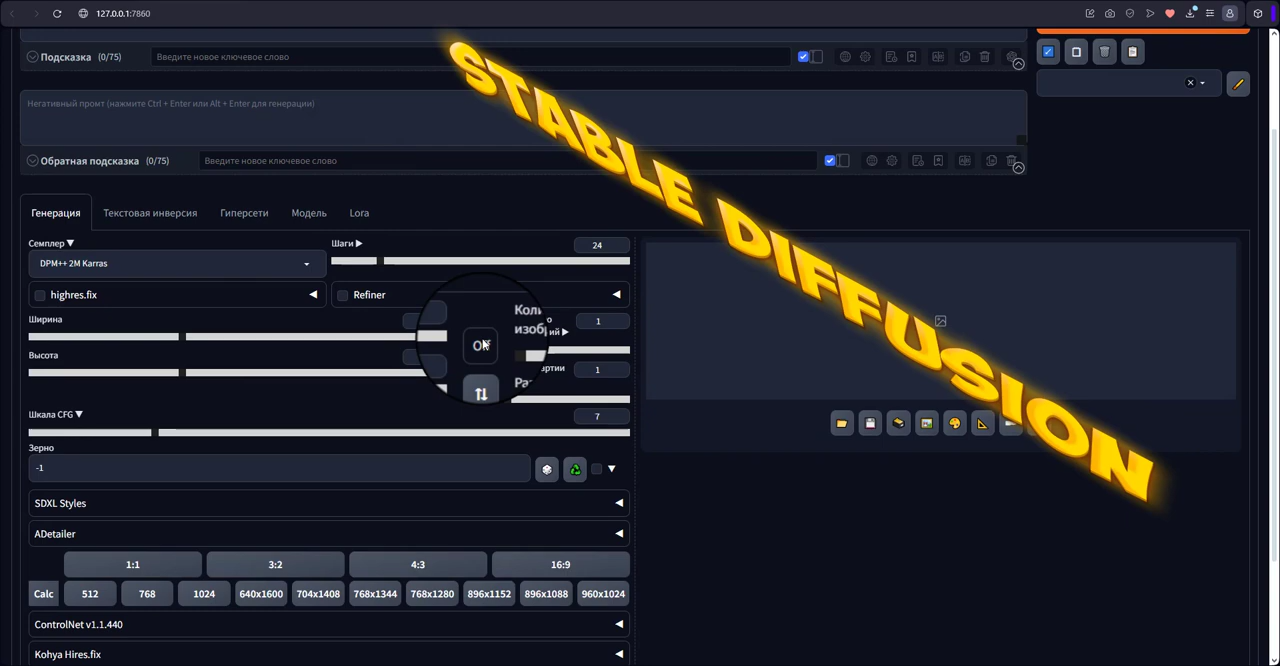 127.0.0.1:7860
Подсказка (0/75)
Введите новое ключевое слово
Негативный промт (нажмите Ctrl + Enter или Alt + Enter для генерации)
Обратная подсказка (0/75)
Введите новое ключевое слово
STABLE DIFFUSION
Генерация
Текстовая инверсия
Гиперсети
Модель
Lora
Семплер ▼
Шаги ▶
24
DPM++ 2M Karras
highres.fix
Refiner
Ширина
1
Высота
1
Шкала CFG ▼
7
Зерно
-1
SDXL Styles
ADetailer
1:1
3:2
4:3
16:9
Calc
512
768
1024
640x1600
704x1408
768x1344
768x1280
896x1152
896x1088
960x1024
ControlNet v1.1.440
Kohya Hires.fix